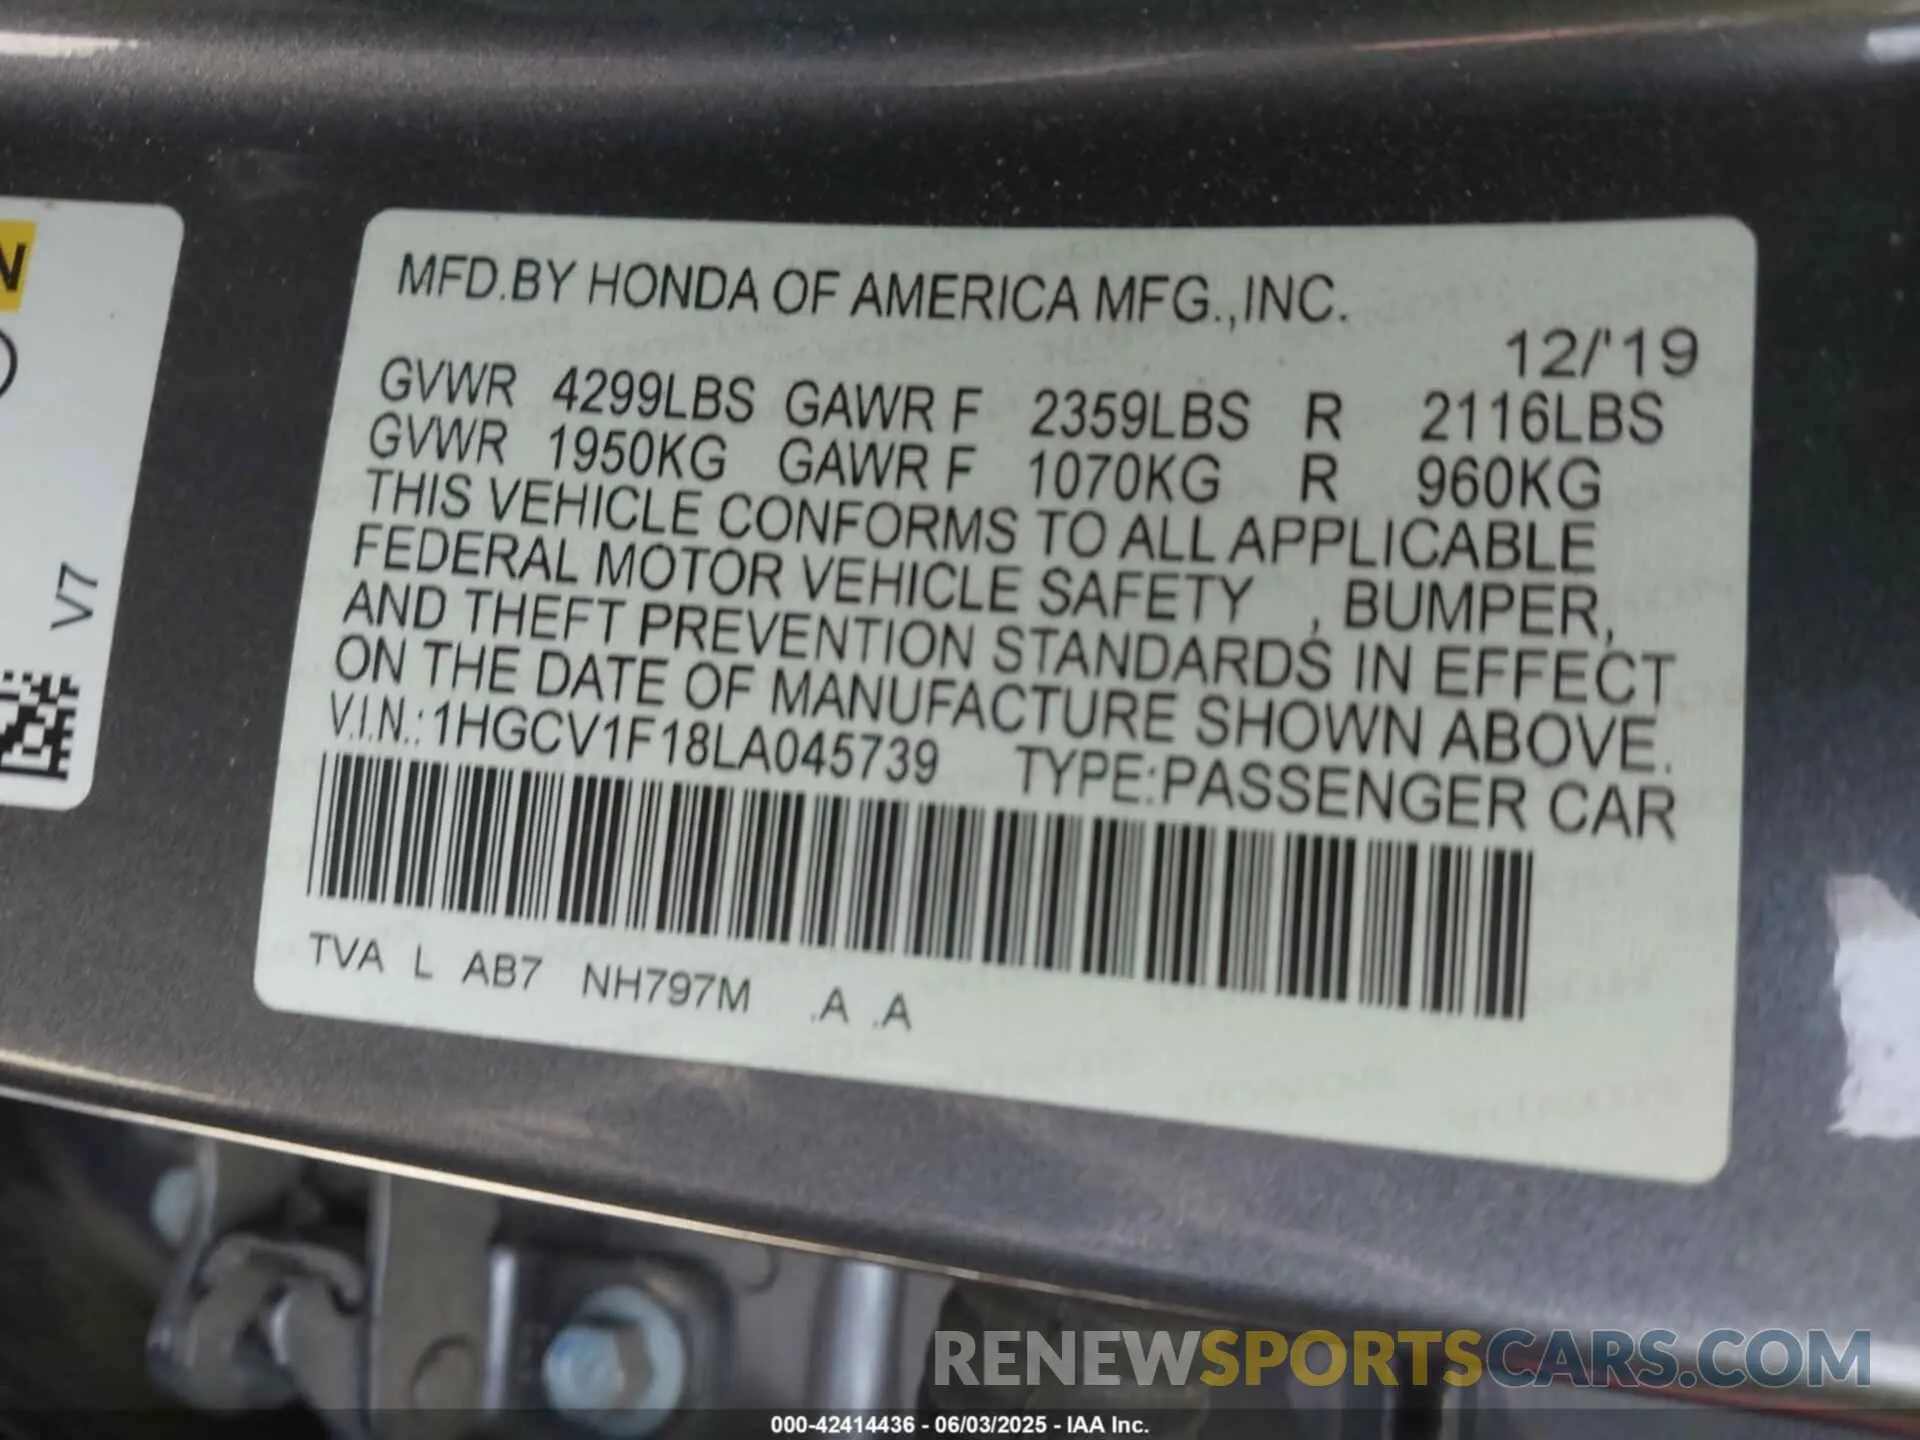 N
V7
MFD.BY HONDA OF AMERICA MFG.,INC.
12/'19
GVWR 4299LBS GAWR F 2359LBS R 2116LBS
GVWR 1950KG GAWR F 1070KG R 960KG
THIS VEHICLE CONFORMS TO ALL APPLICABLE
FEDERAL MOTOR VEHICLE SAFETY , BUMPER,
AND THEFT PREVENTION STANDARDS IN EFFECT
ON THE DATE OF MANUFACTURE SHOWN ABOVE.
V.I.N.:1HGCV1F18LA045739 TYPE:PASSENGER CAR
TVA L AB7 NH797M .A .A
RENEWSPORTSCARS.COM
000-42414436 - 06/03/2025 - IAA Inc.